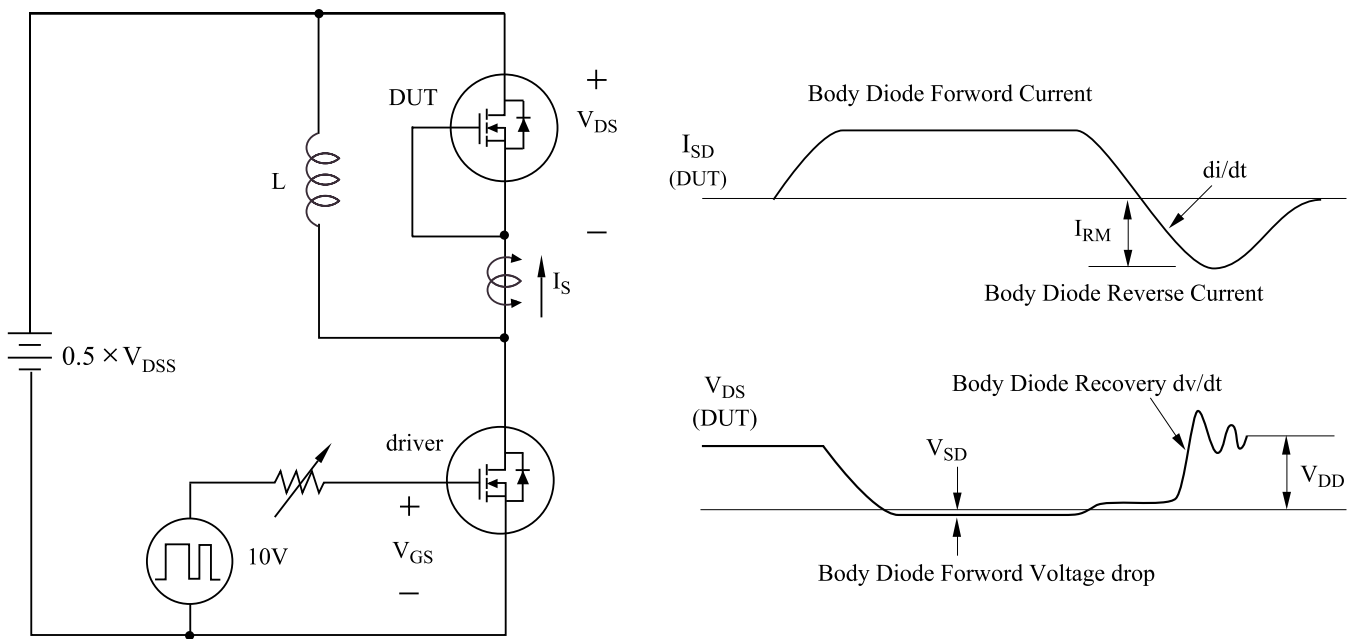 DUT
+
V_DS
−
L
I_S
0.5 × V_DSS
driver
+
V_GS
−
10V
Body Diode Forword Current
I_SD
(DUT)
di/dt
I_RM
Body Diode Reverse Current
V_DS
(DUT)
Body Diode Recovery dv/dt
V_SD
V_DD
Body Diode Forword Voltage drop